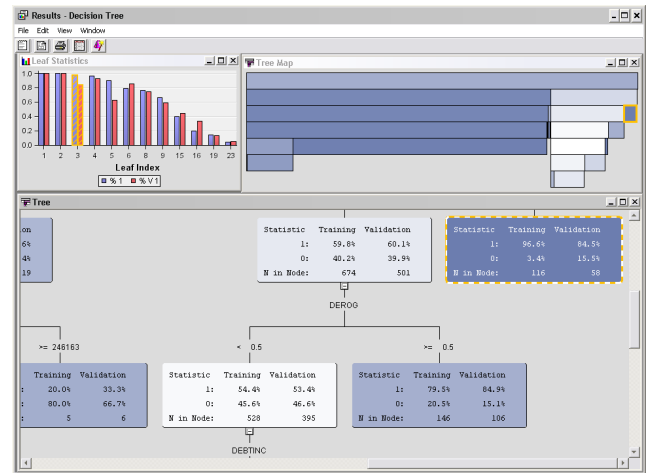 Results - Decision Tree
File Edit View Window
Leaf Statistics
1.0
0.8
0.6
0.4
0.2
0.0
1 2 3 4 5 6 8 9 15 16 19 23
Leaf Index
% 1 % V 1
Tree Map
Tree
on
6%
4%
19
Statistic Training Validation
1: 59.8% 60.1%
0: 40.2% 39.9%
N in Node: 674 501
Statistic Training Validation
1: 96.6% 84.5%
0: 3.4% 15.5%
N in Node: 116 58
DEROG
>= 246163
< 0.5
>= 0.5
Training Validation
: 20.0% 33.3%
: 80.0% 66.7%
: 5 6
Statistic Training Validation
1: 54.4% 53.4%
0: 45.6% 46.6%
N in Node: 528 395
Statistic Training Validation
1: 79.5% 84.9%
0: 20.5% 15.1%
N in Node: 146 106
DEBTINC